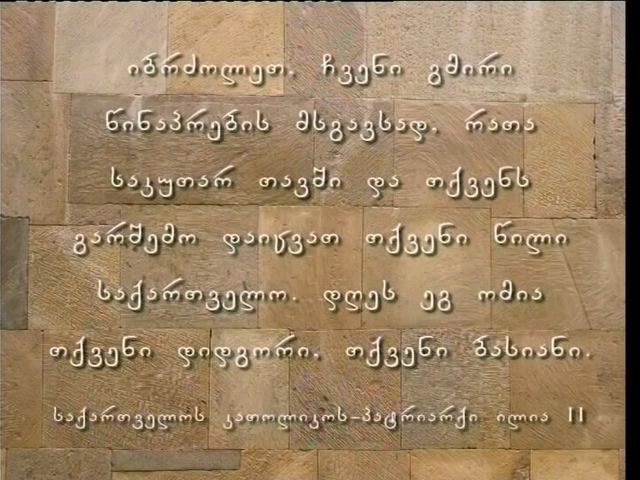 იბრძოლეთ, ჩვენი გმირი
წინაპრების მსგავსად, რათა
საკუთარ თავში და თქვენს
გარშემო დაიცვათ თქვენი წილი
საქართველო. დღეს ეგ ომია
თქვენი დიდგორი, თქვენი ბასიანი.
საქართველოს კათოლიკოს-პატრიარქი ილია II